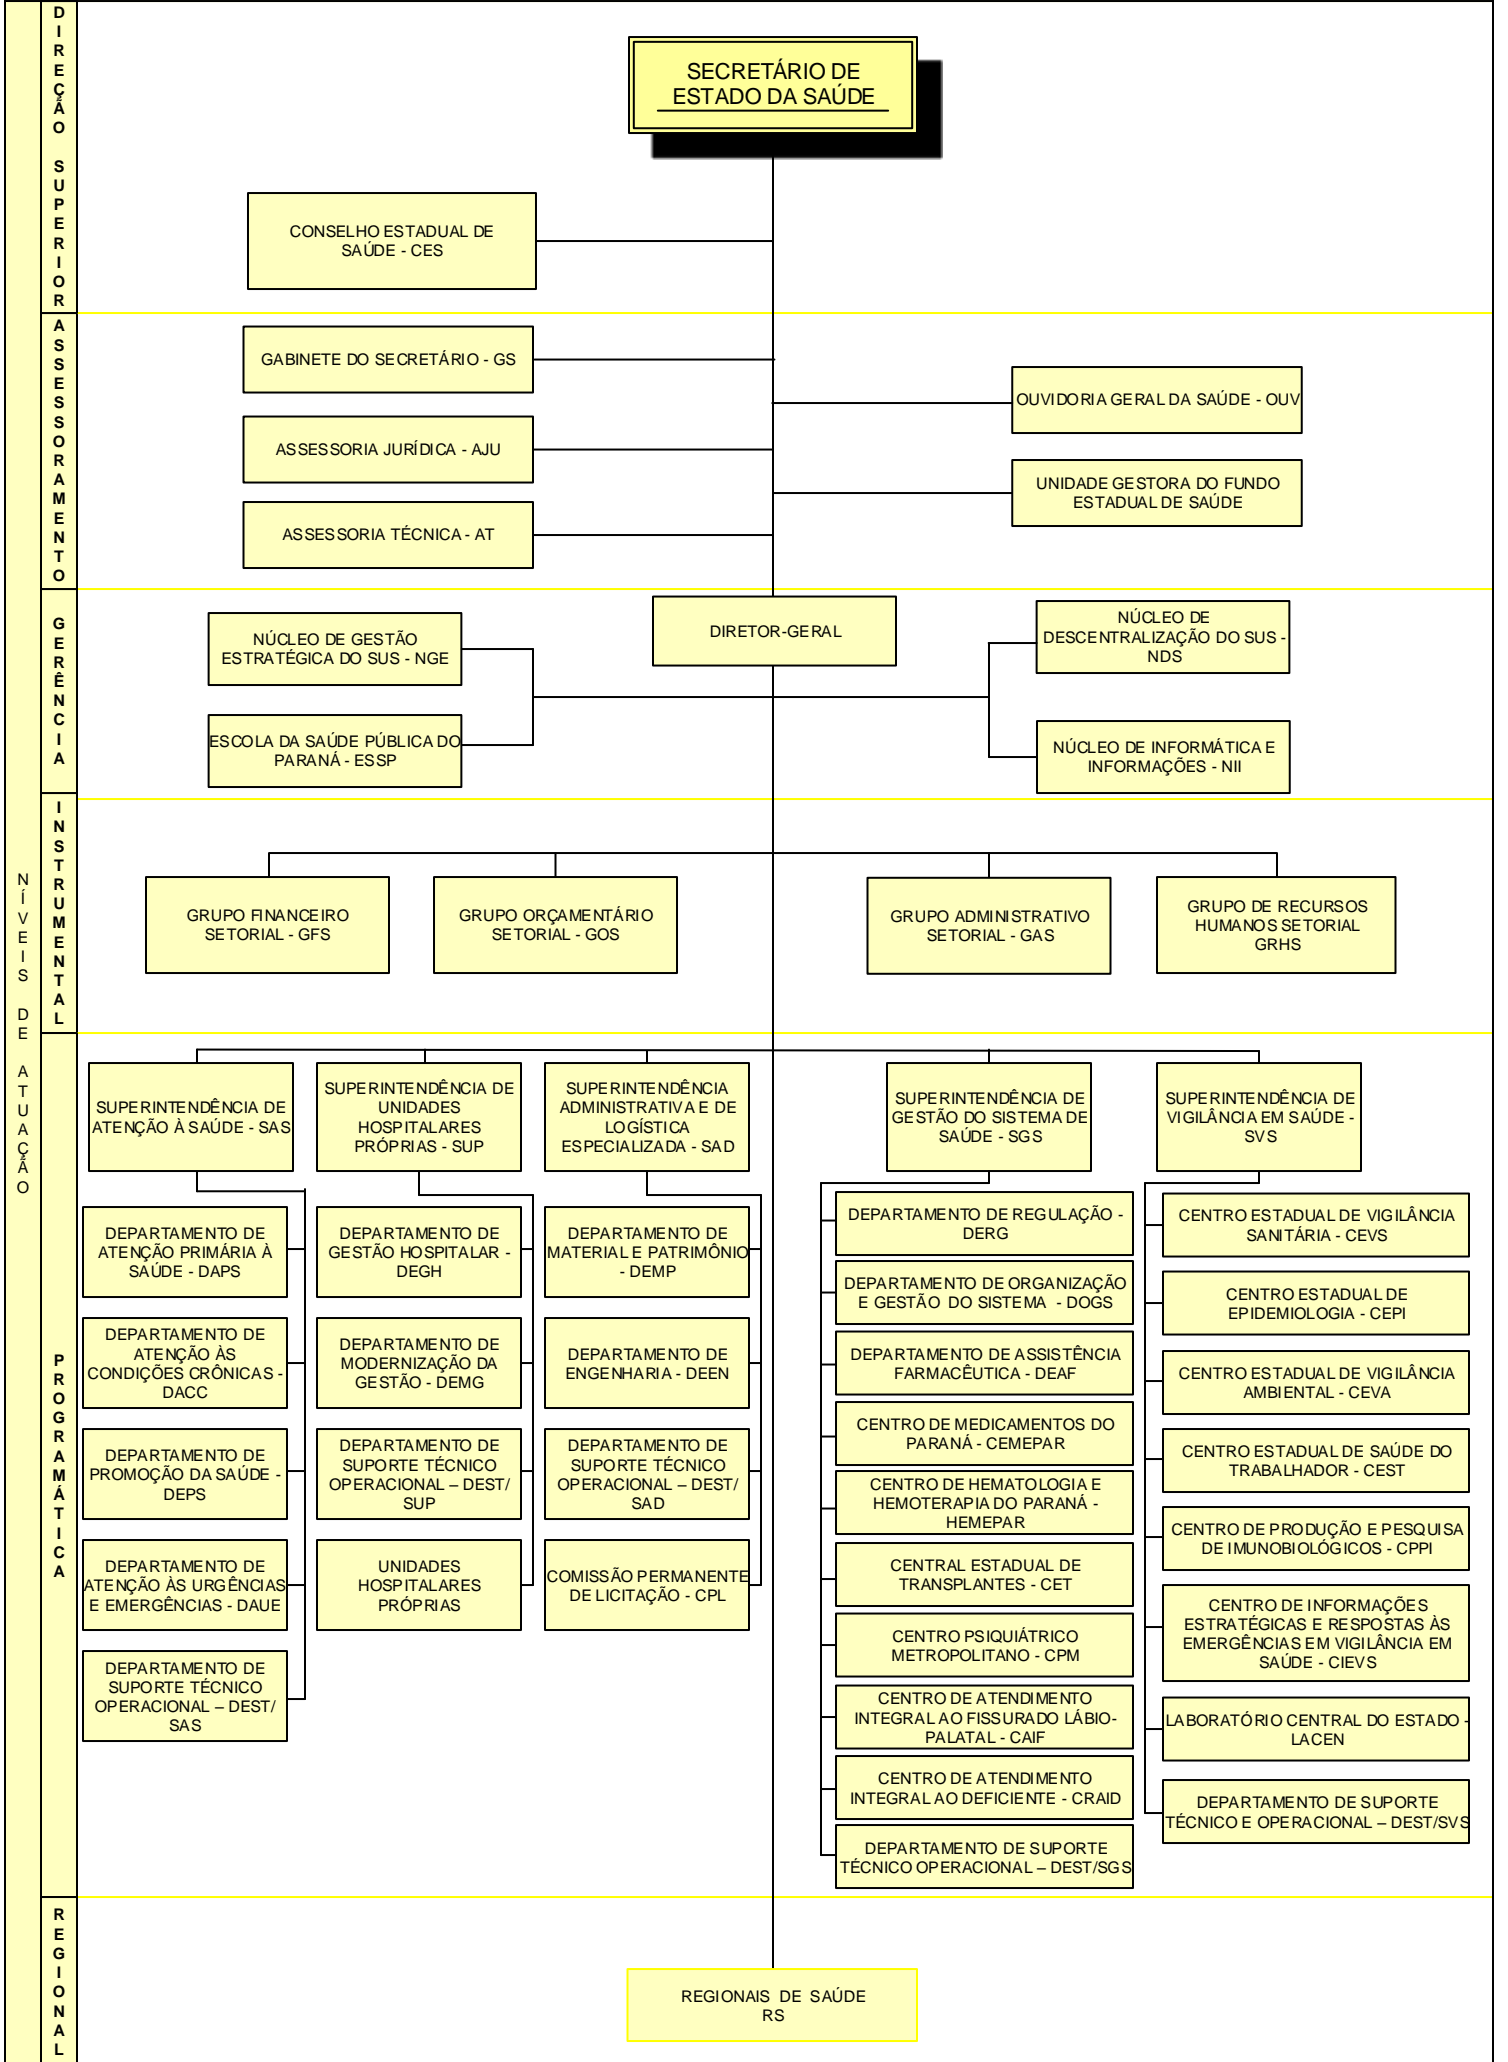 NÍVEIS DE ATUAÇÃO
DIREÇÃO SUPERIOR
SECRETÁRIO DE
ESTADO DA SAÚDE
CONSELHO ESTADUAL DE
SAÚDE - CES
ASSESSORAMENTO
GABINETE DO SECRETÁRIO - GS
OUVIDORIA GERAL DA SAÚDE - OUV
ASSESSORIA JURÍDICA - AJU
UNIDADE GESTORA DO FUNDO
ESTADUAL DE SAÚDE
ASSESSORIA TÉCNICA - AT
GERÊNCIA
DIRETOR-GERAL
NÚCLEO DE GESTÃO
ESTRATÉGICA DO SUS - NGE
NÚCLEO DE
DESCENTRALIZAÇÃO DO SUS -
NDS
ESCOLA DA SAÚDE PÚBLICA DO
PARANÁ - ESSP
NÚCLEO DE INFORMÁTICA E
INFORMAÇÕES - NII
INSTRUMENTAL
GRUPO FINANCEIRO
SETORIAL - GFS
GRUPO ORÇAMENTÁRIO
SETORIAL - GOS
GRUPO ADMINISTRATIVO
SETORIAL - GAS
GRUPO DE RECURSOS
HUMANOS SETORIAL
GRHS
PROGRAMÁTICA
SUPERINTENDÊNCIA DE
ATENÇÃO À SAÚDE - SAS
DEPARTAMENTO DE
ATENÇÃO PRIMÁRIA À
SAÚDE - DAPS
DEPARTAMENTO DE
ATENÇÃO ÀS
CONDIÇÕES CRÔNICAS -
DACC
DEPARTAMENTO DE
PROMOÇÃO DA SAÚDE -
DEPS
DEPARTAMENTO DE
ATENÇÃO ÀS URGÊNCIAS
E EMERGÊNCIAS - DAUE
DEPARTAMENTO DE
SUPORTE TÉCNICO
OPERACIONAL – DEST/
SAS
SUPERINTENDÊNCIA DE
UNIDADES
HOSPITALARES
PRÓPRIAS - SUP
DEPARTAMENTO DE
GESTÃO HOSPITALAR -
DEGH
DEPARTAMENTO DE
MODERNIZAÇÃO DA
GESTÃO - DEMG
DEPARTAMENTO DE
SUPORTE TÉCNICO
OPERACIONAL – DEST/
SUP
UNIDADES
HOSPITALARES
PRÓPRIAS
SUPERINTENDÊNCIA
ADMINISTRATIVA E DE
LOGÍSTICA
ESPECIALIZADA - SAD
DEPARTAMENTO DE
MATERIAL E PATRIMÔNIO
- DEMP
DEPARTAMENTO DE
ENGENHARIA - DEEN
DEPARTAMENTO DE
SUPORTE TÉCNICO
OPERACIONAL – DEST/
SAD
COMISSÃO PERMANENTE
DE LICITAÇÃO - CPL
SUPERINTENDÊNCIA DE
GESTÃO DO SISTEMA DE
SAÚDE - SGS
DEPARTAMENTO DE REGULAÇÃO -
DERG
DEPARTAMENTO DE ORGANIZAÇÃO
E GESTÃO DO SISTEMA - DOGS
DEPARTAMENTO DE ASSISTÊNCIA
FARMACÊUTICA - DEAF
CENTRO DE MEDICAMENTOS DO
PARANÁ - CEMEPAR
CENTRO DE HEMATOLOGIA E
HEMOTERAPIA DO PARANÁ -
HEMEPAR
CENTRAL ESTADUAL DE
TRANSPLANTES - CET
CENTRO PSIQUIÁTRICO
METROPOLITANO - CPM
CENTRO DE ATENDIMENTO
INTEGRAL AO FISSURADO LÁBIO-
PALATAL - CAIF
CENTRO DE ATENDIMENTO
INTEGRAL AO DEFICIENTE - CRAID
DEPARTAMENTO DE SUPORTE
TÉCNICO OPERACIONAL – DEST/SGS
SUPERINTENDÊNCIA DE
VIGILÂNCIA EM SAÚDE -
SVS
CENTRO ESTADUAL DE VIGILÂNCIA
SANITÁRIA - CEVS
CENTRO ESTADUAL DE
EPIDEMIOLOGIA - CEPI
CENTRO ESTADUAL DE VIGILÂNCIA
AMBIENTAL - CEVA
CENTRO ESTADUAL DE SAÚDE DO
TRABALHADOR - CEST
CENTRO DE PRODUÇÃO E PESQUISA
DE IMUNOBIOLÓGICOS - CPPI
CENTRO DE INFORMAÇÕES
ESTRATÉGICAS E RESPOSTAS ÀS
EMERGÊNCIAS EM VIGILÂNCIA EM
SAÚDE - CIEVS
LABORATÓRIO CENTRAL DO ESTADO -
LACEN
DEPARTAMENTO DE SUPORTE
TÉCNICO E OPERACIONAL – DEST/SVS
REGIONAL
REGIONAIS DE SAÚDE
RS